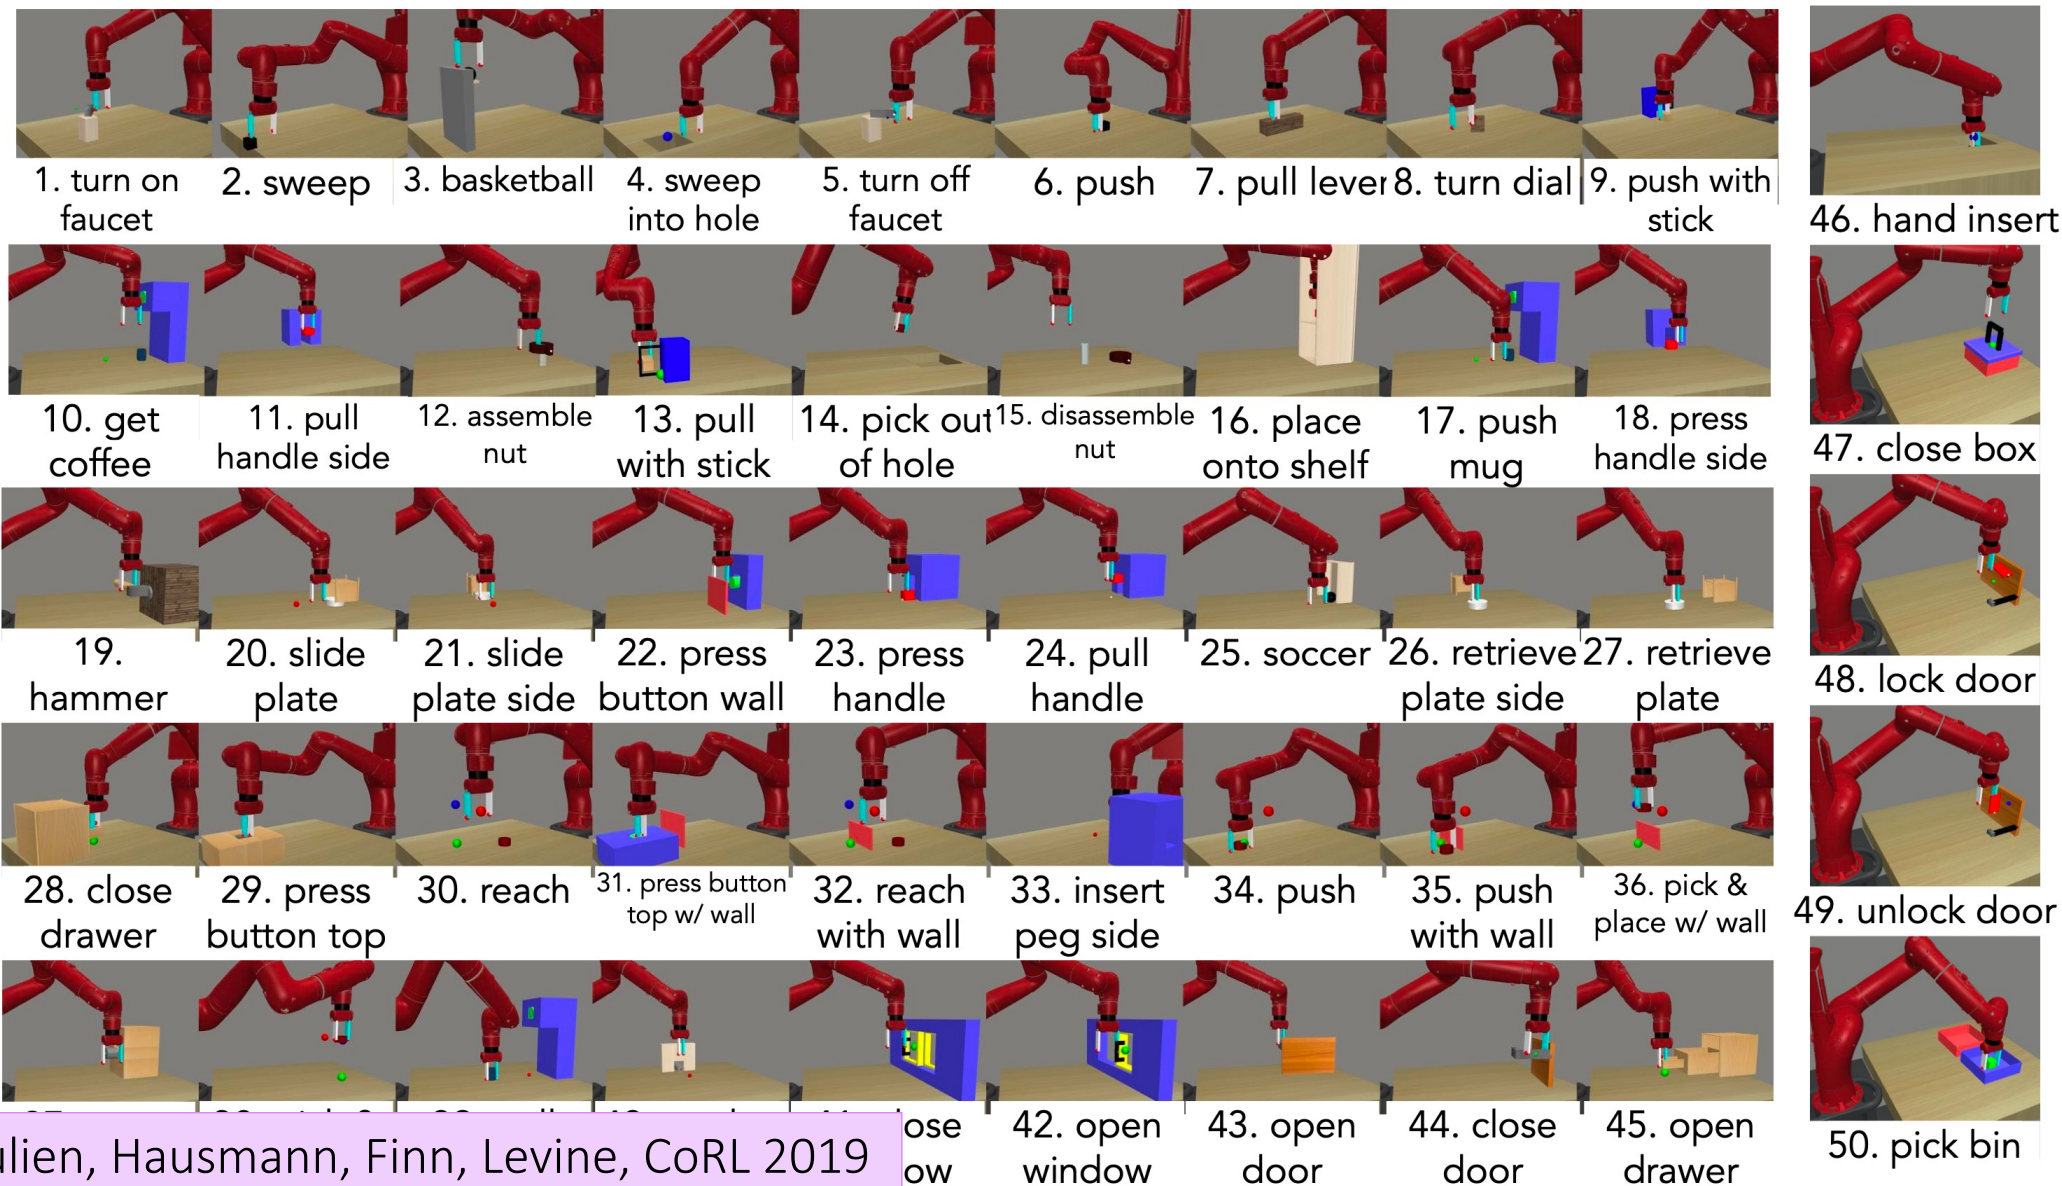 1. turn on
faucet
2. sweep
3. basketball
4. sweep
into hole
5. turn off
faucet
6. push
7. pull lever
8. turn dial
9. push with
stick
46. hand insert
10. get
coffee
11. pull
handle side
12. assemble
nut
13. pull
with stick
14. pick out
of hole
15. disassemble
nut
16. place
onto shelf
17. push
mug
18. press
handle side
47. close box
19.
hammer
20. slide
plate
21. slide
plate side
22. press
button wall
23. press
handle
24. pull
handle
25. soccer
26. retrieve
plate side
27. retrieve
plate
48. lock door
28. close
drawer
29. press
button top
30. reach
31. press button
top w/ wall
32. reach
with wall
33. insert
peg side
34. push
35. push
with wall
36. pick &
place w/ wall
49. unlock door
42. open
window
43. open
door
44. close
door
45. open
drawer
50. pick bin
Hausmann, Finn, Levine, CoRL 2019